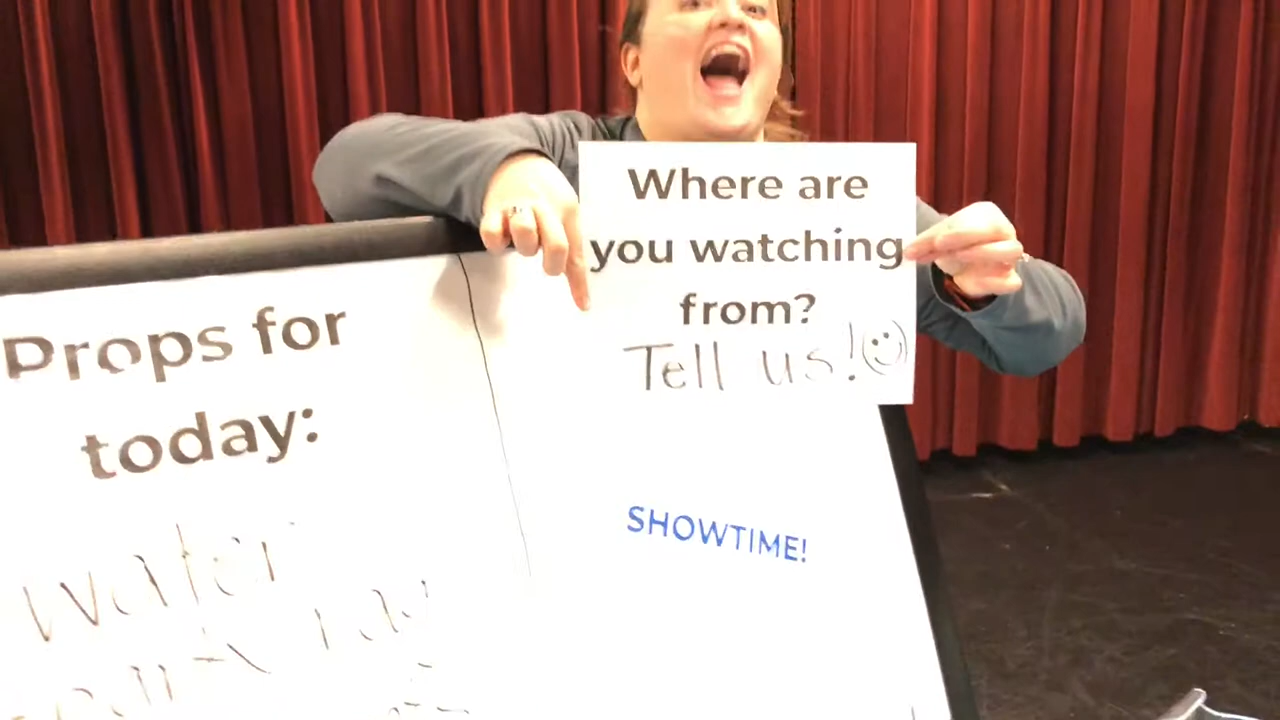 Where are
you watching
from?
Tell us!
Props for
today:
Water
SHOWTIME!